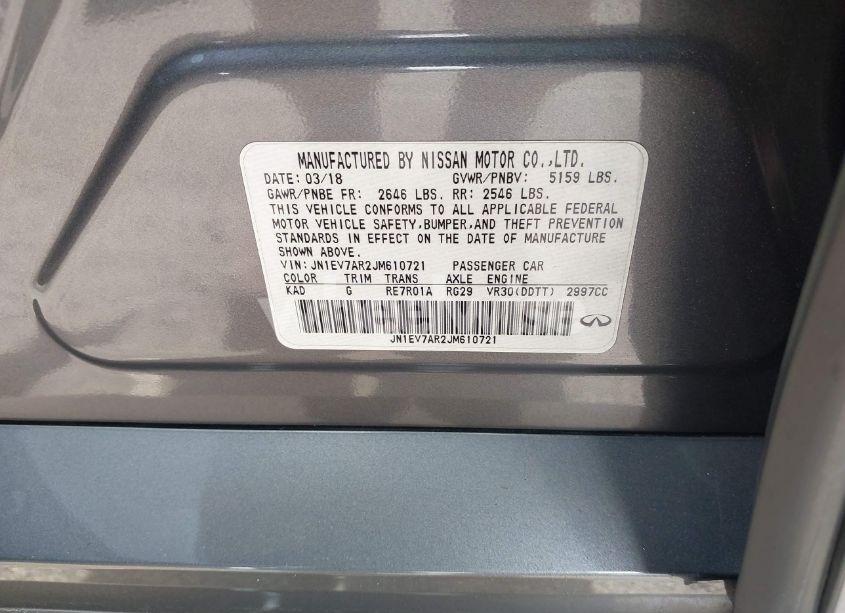 MANUFACTURED BY NISSAN MOTOR CO.,LTD.
DATE: 03/18 GVWR/PNBV: 5159 LBS.
GAWR/PNBE FR: 2646 LBS. RR: 2546 LBS.
THIS VEHICLE CONFORMS TO ALL APPLICABLE FEDERAL
MOTOR VEHICLE SAFETY,BUMPER,AND THEFT PREVENTION
STANDARDS IN EFFECT ON THE DATE OF MANUFACTURE
SHOWN ABOVE.
VIN: JN1EV7AR2JM610721 PASSENGER CAR
COLOR TRIM TRANS AXLE ENGINE
KAD G RE7R01A RG29 VR30(DDTT) 2997CC
JN1EV7AR2JM610721